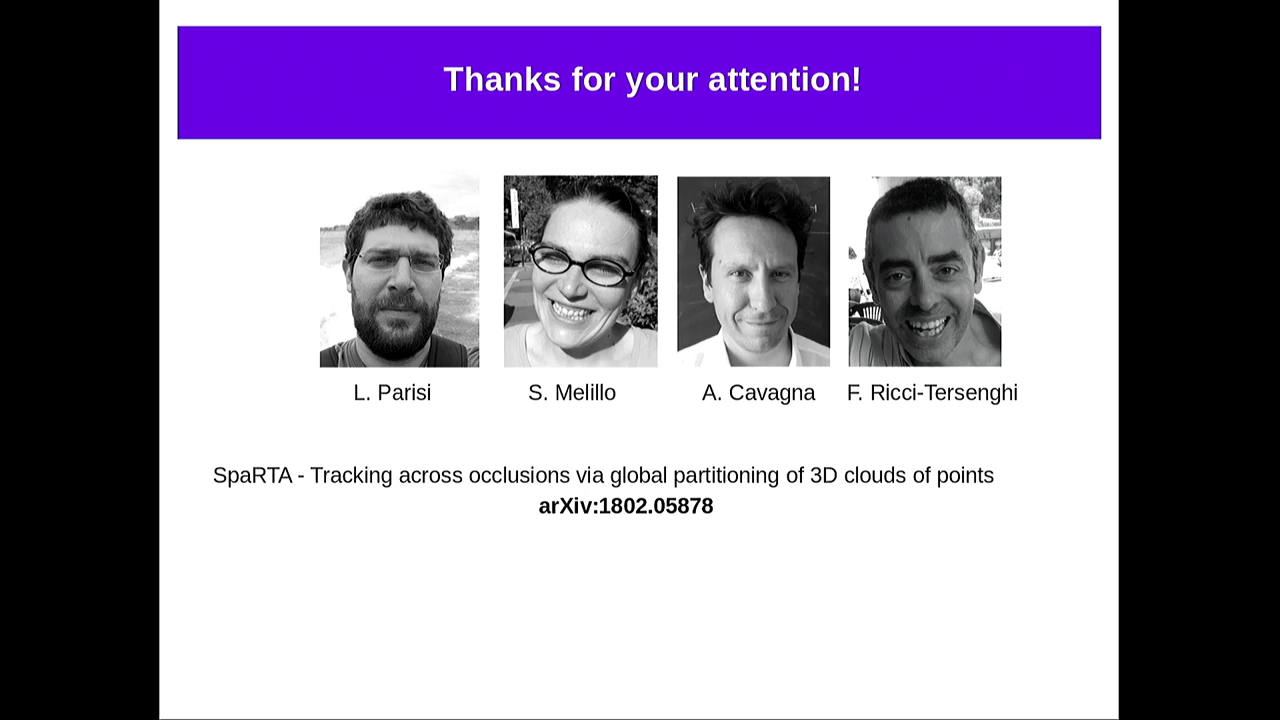 Thanks for your attention!
L. Parisi S. Melillo A. Cavagna F. Ricci-Tersenghi
SpaRTA - Tracking across occlusions via global partitioning of 3D clouds of points
arXiv:1802.05878